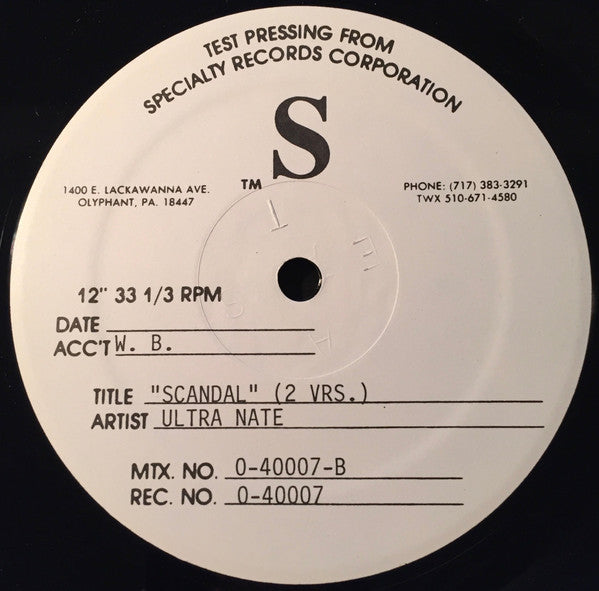 TEST PRESSING FROM
SPECIALTY RECORDS CORPORATION
S
TM
1400 E. LACKAWANNA AVE.
OLYPHANT, PA. 18447
PHONE: (717) 383-3291
TWX 510-671-4580
12" 33 1/3 RPM
DATE
ACC'T W. B.
TITLE "SCANDAL" (2 VRS.)
ARTIST ULTRA NATE
MTX. NO. 0-40007-B
REC. NO. 0-40007